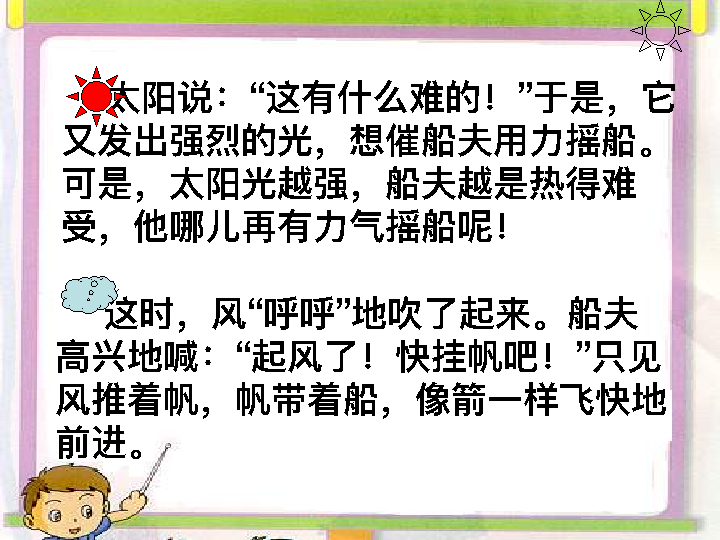 太阳说：“这有什么难的！”于是，它
又发出强烈的光，想催船夫用力摇船。
可是，太阳光越强，船夫越是热得难
受，他哪儿再有力气摇船呢！
这时，风“呼呼”地吹了起来。船夫
高兴地喊：“起风了！快挂帆吧！”只见
风推着帆，帆带着船，像箭一样飞快地
前进。